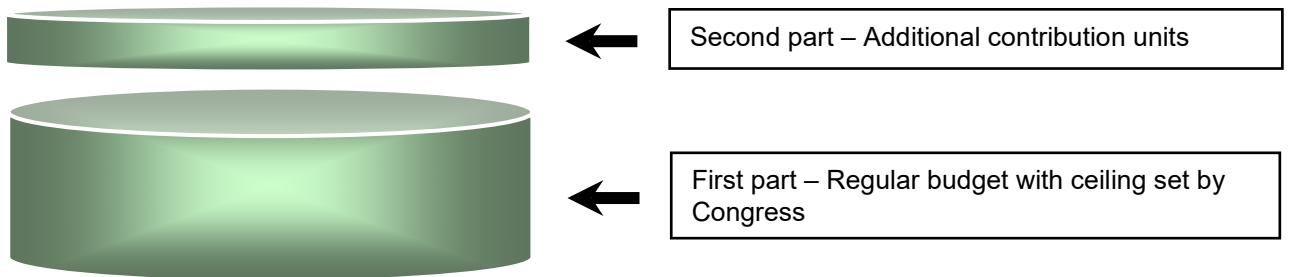 Second part – Additional contribution units
First part – Regular budget with ceiling set by
Congress